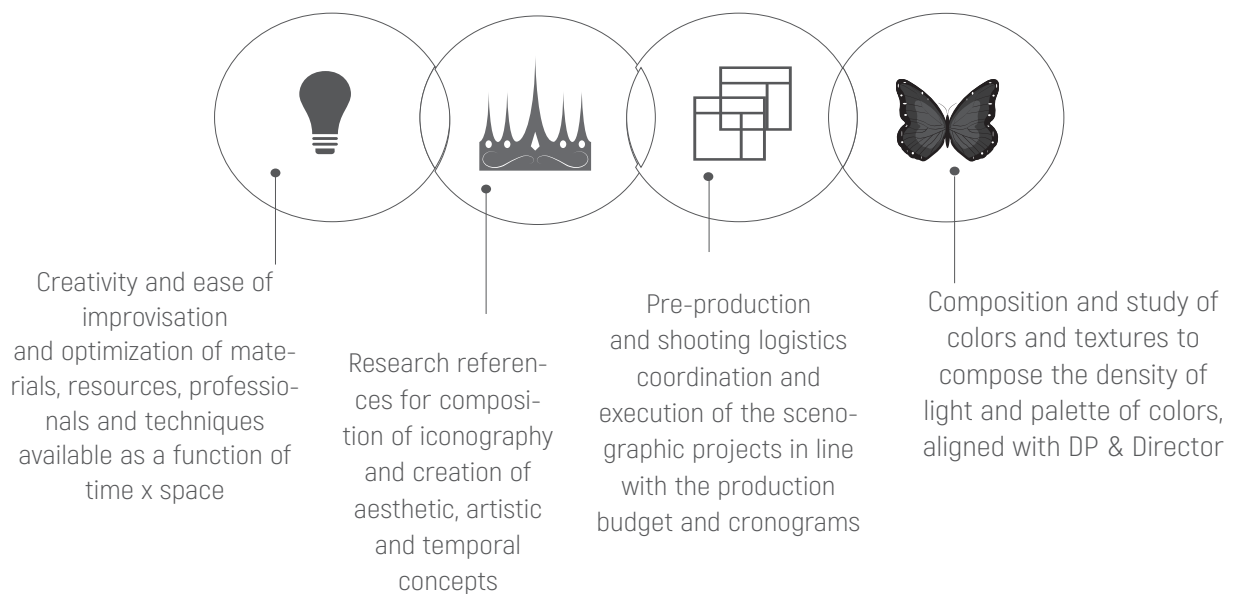 Creativity and ease of
improvisation
and optimization of mate-
rials, resources, professio-
nals and techniques
available as a function of
time x space
Research referen-
ces for composi-
tion of iconography
and creation of
aesthetic, artistic
and temporal
concepts
Pre-production
and shooting logistics
coordination and
execution of the sceno-
graphic projects in line
with the production
budget and cronograms
Composition and study of
colors and textures to
compose the density of
light and palette of colors,
aligned with DP & Director